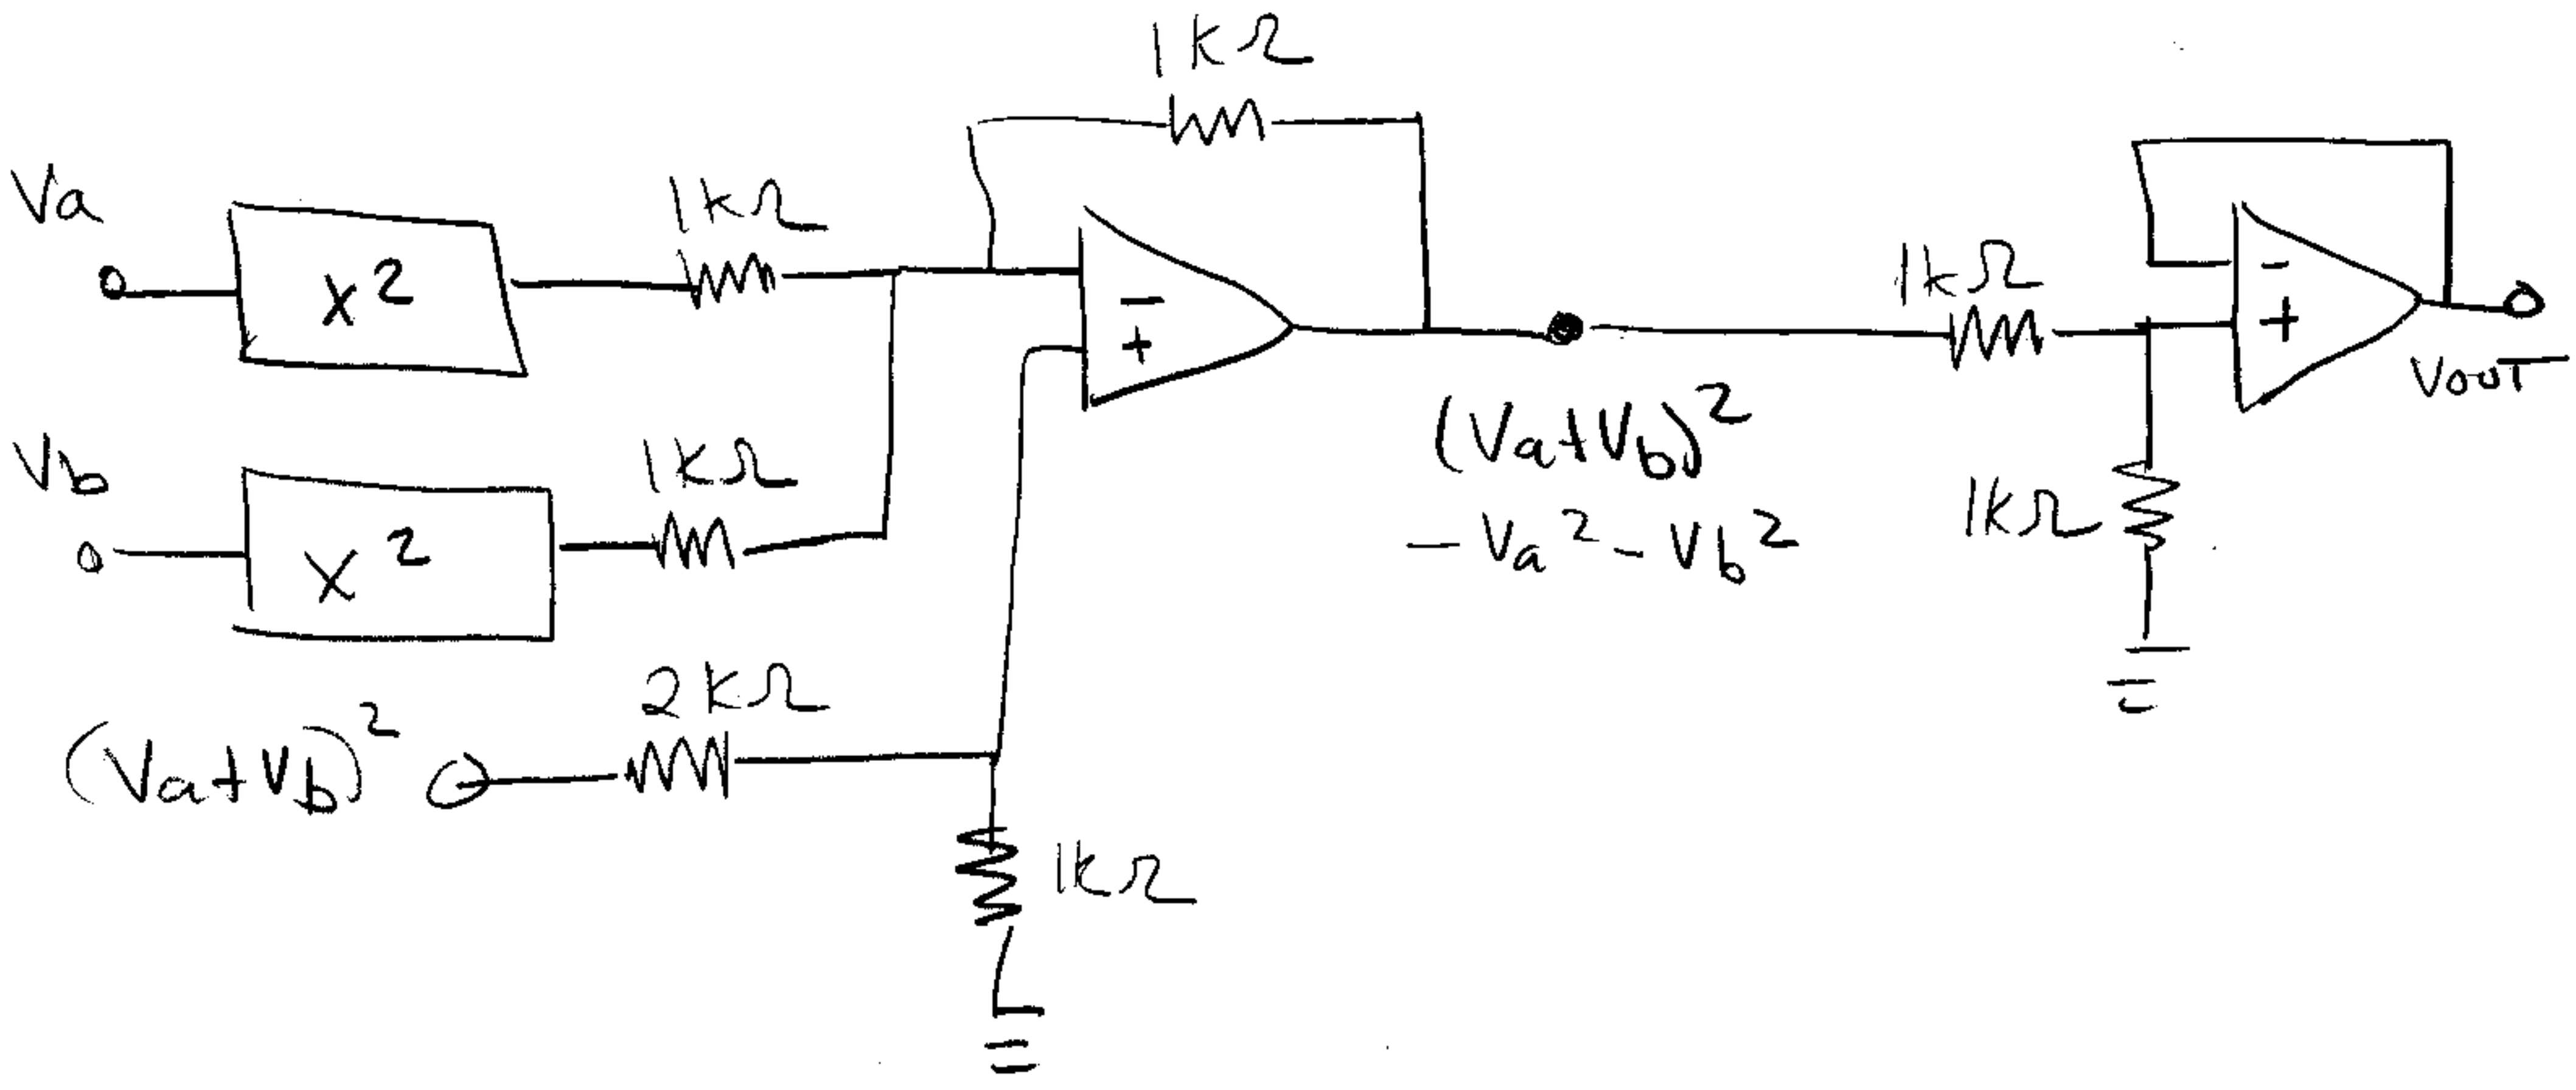 1kΩ
Va
1kΩ
x²
−
+
1kΩ
−
+
Vout
Vb
1kΩ
x²
(Va+Vb)²
− Va² − Vb²
1kΩ
(Va+Vb)²
2kΩ
1kΩ